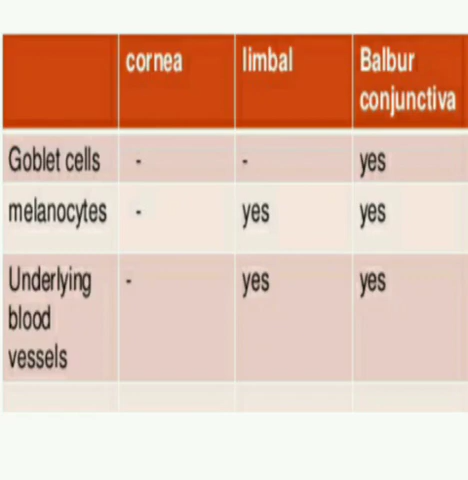 cornea limbal Balbur
conjunctiva
Goblet cells - - yes
melanocytes - yes yes
Underlying - yes yes
blood
vessels